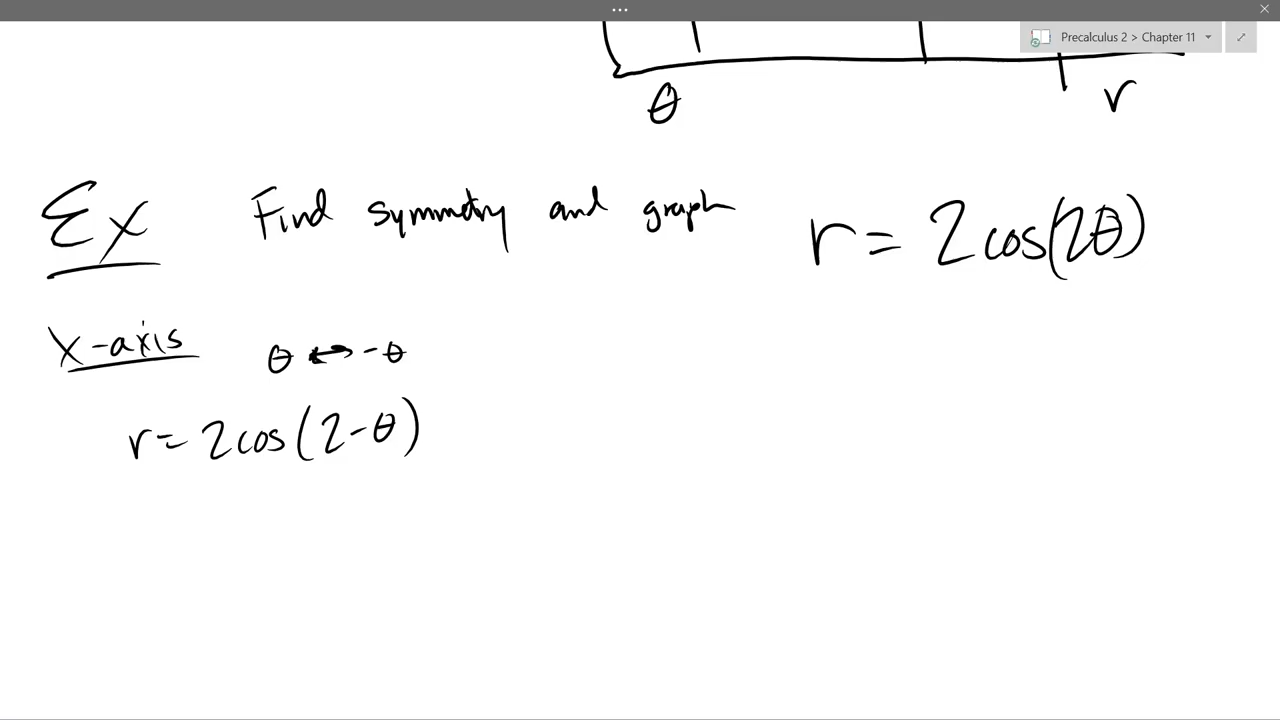 Precalculus 2 > Chapter 11
θ r
Ex Find symmetry and graph r = 2cos(2θ)
x-axis θ ↔ -θ
r = 2cos(2-θ)